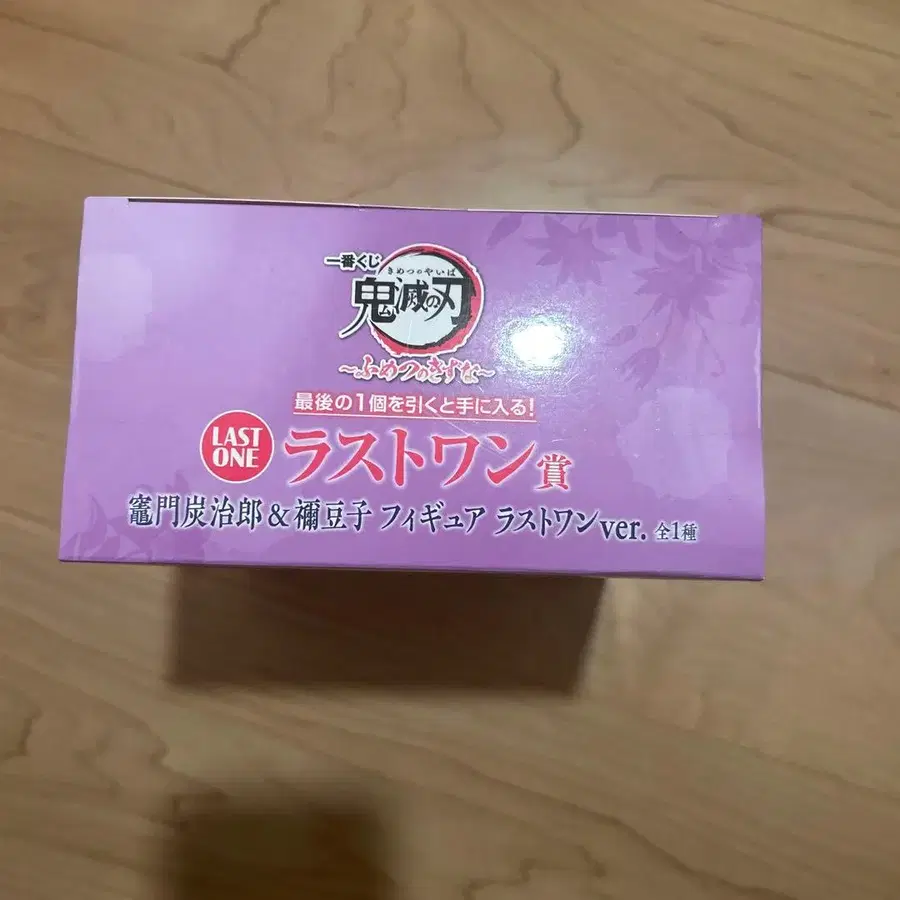 一番くじ
きめつのやいば
鬼滅の刃
～ふめつのきずな～
最後の1個を引くと手に入る!
LAST ONE ラストワン賞
竈門炭治郎&禰豆子 フィギュア ラストワンver. 全1種